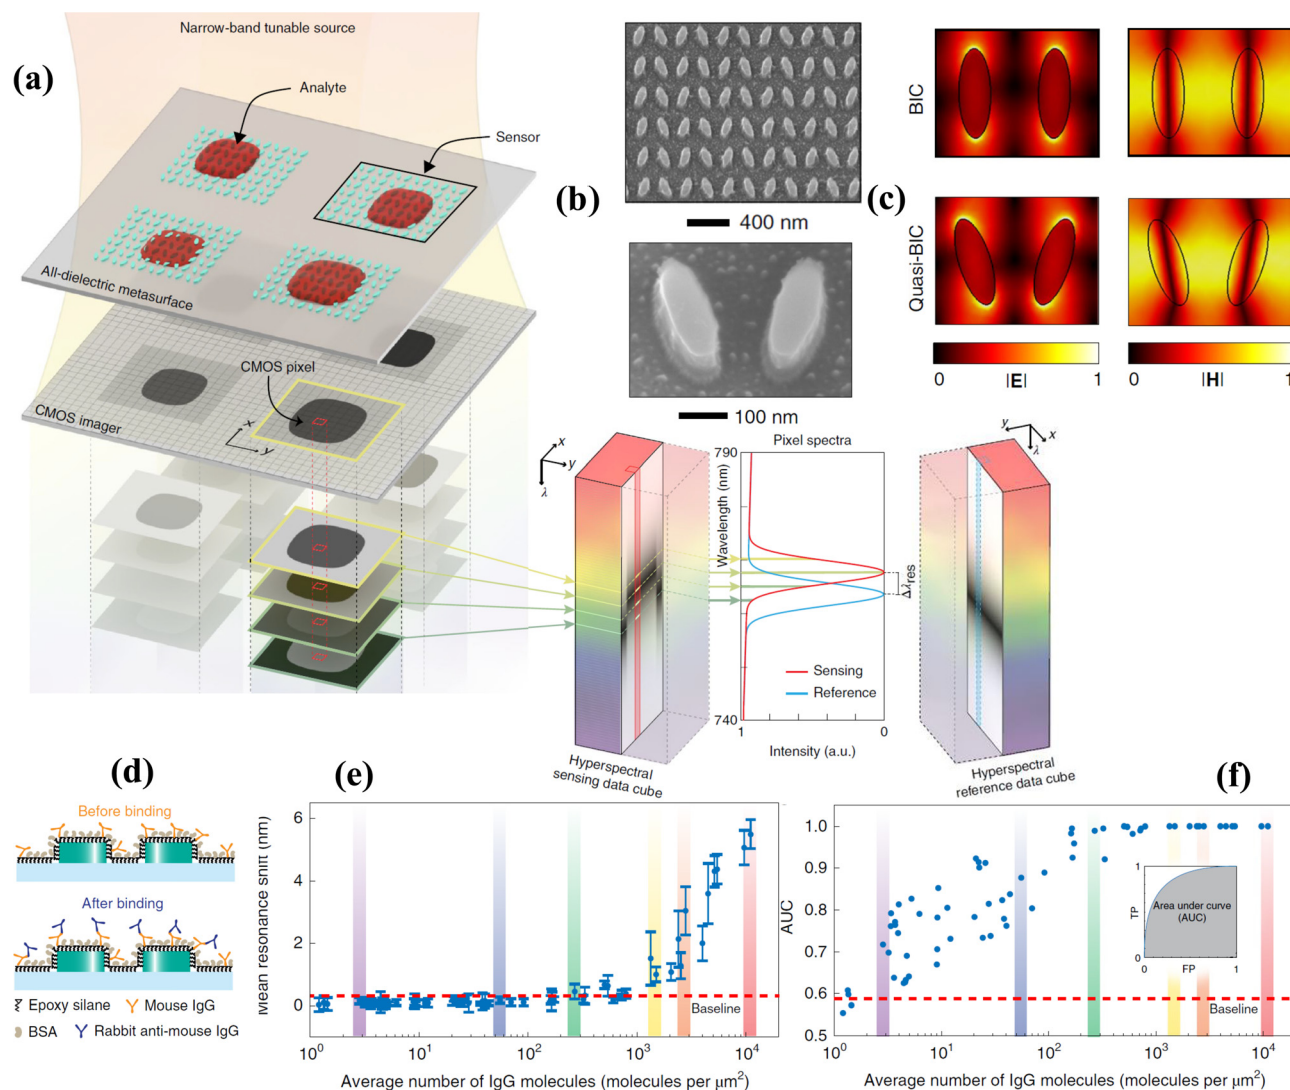 (a)
Narrow-band tunable source
Analyte
Sensor
All-dielectric metasurface
CMOS pixel
CMOS imager
x
y
(b)
400 nm
100 nm
(c)
BIC
Quasi-BIC
0 |E| 1
0 |H| 1
x
y
λ
Hyperspectral
sensing data cube
Pixel spectra
790
Wavelength (nm)
740
Sensing
Reference
1 0
Intensity (a.u.)
Δλres
y
x
λ
Hyperspectral
reference data cube
(d)
Before binding
After binding
Epoxy silane
Mouse IgG
BSA
Rabbit anti-mouse IgG
(e)
Mean resonance shift (nm)
6
4
2
0
Baseline
10⁰ 10¹ 10² 10³ 10⁴
Average number of IgG molecules (molecules per μm²)
(f)
AUC
1.0
0.9
0.8
0.7
0.6
0.5
1
TP
0
Area under curve
(AUC)
0 FP 1
Baseline
10⁰ 10¹ 10² 10³ 10⁴
Average number of IgG molecules (molecules per μm²)